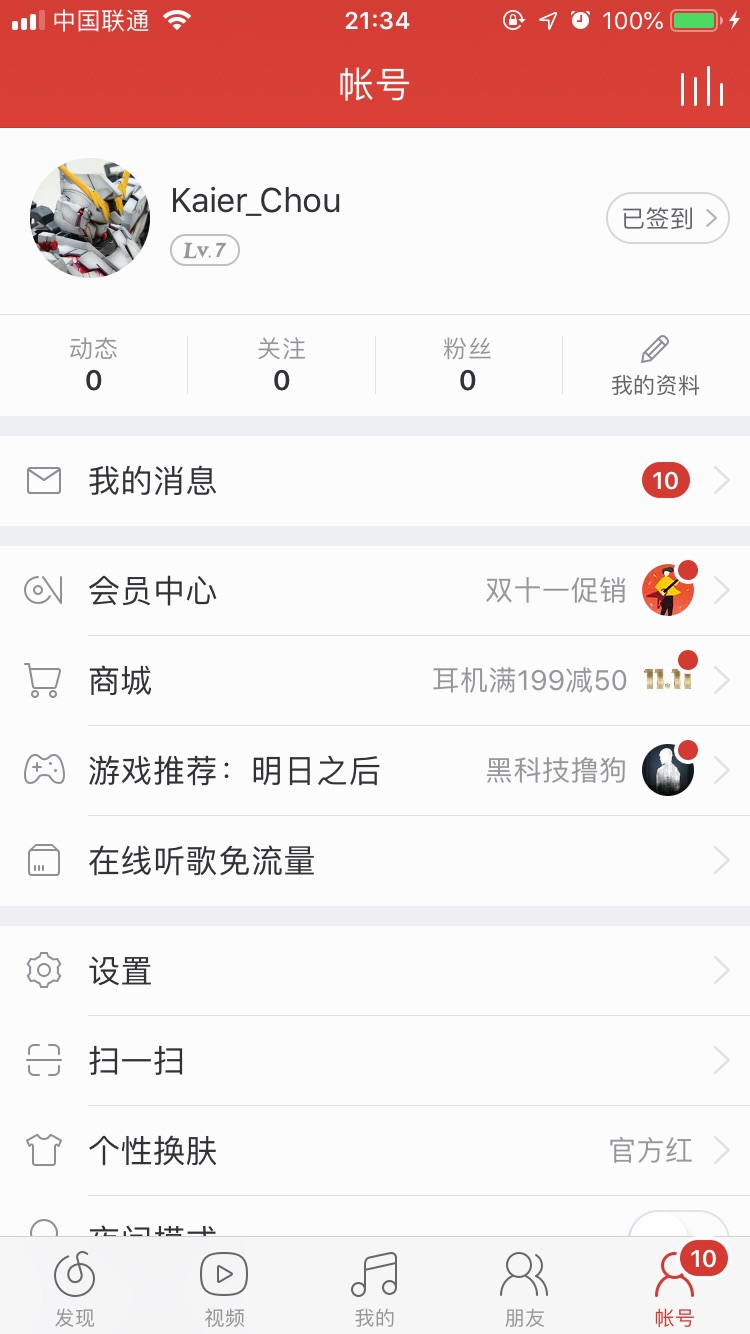 中国联通 21:34 100%
帐号
Kaier_Chou
已签到
Lv.7
动态 关注 粉丝
0 0 0 我的资料
我的消息 10
会员中心 双十一促销
商城 耳机满199减50 11.11
游戏推荐：明日之后 黑科技撸狗
在线听歌免流量
设置
扫一扫
个性换肤 官方红
夜间模式
10
发现 视频 我的 朋友 帐号